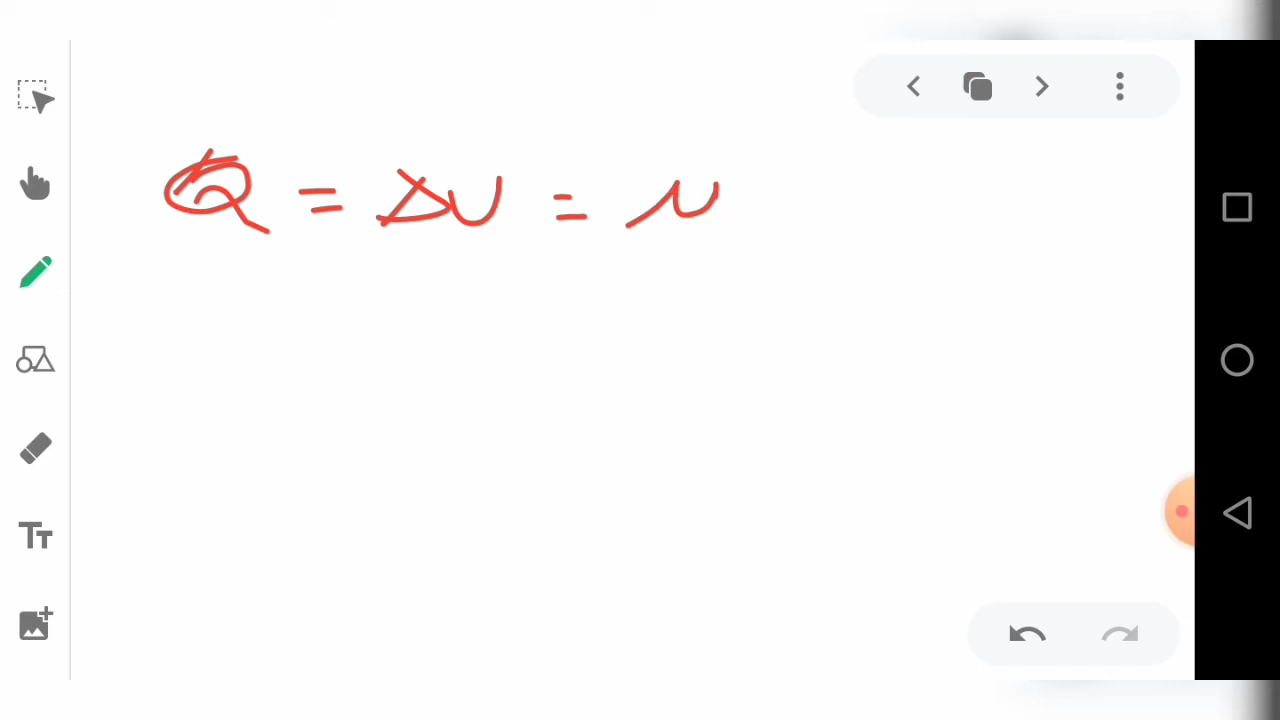 Q = ΔU = μ